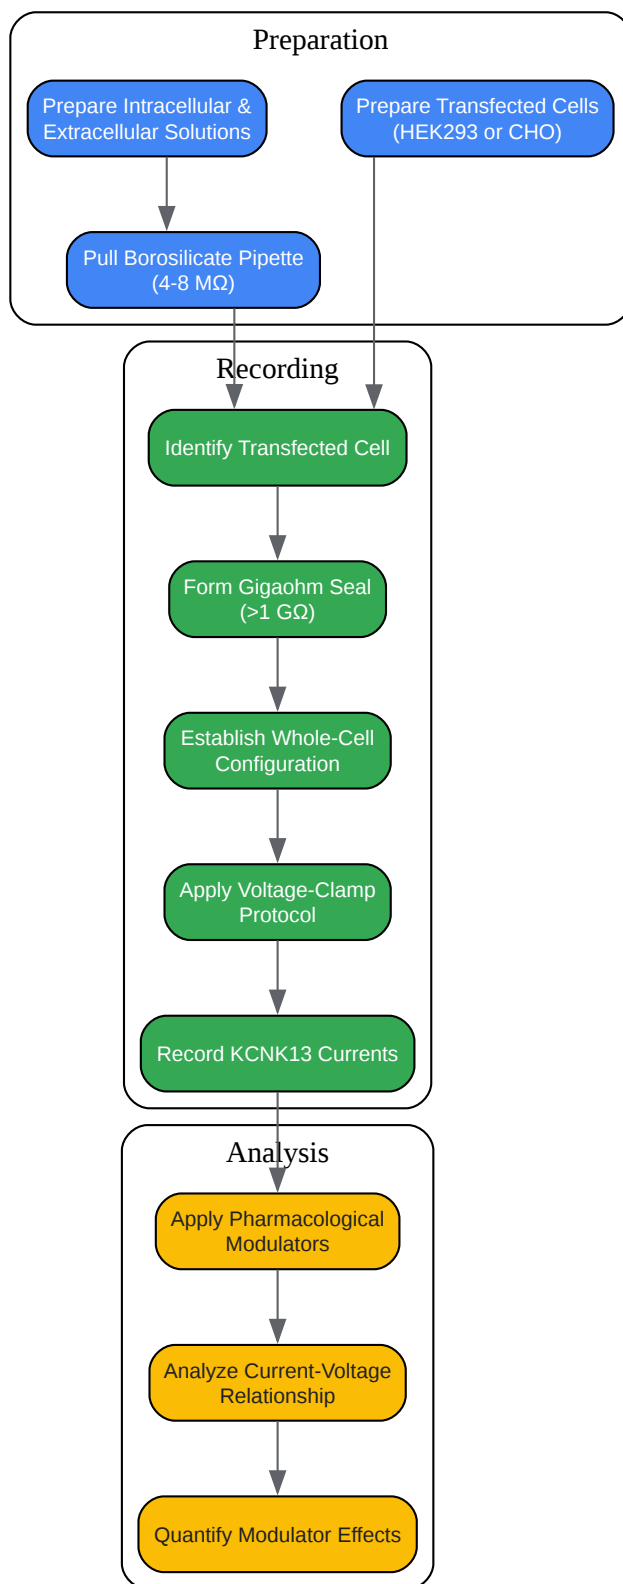 Preparation
Prepare Intracellular &
Extracellular Solutions
Prepare Transfected Cells
(HEK293 or CHO)
Pull Borosilicate Pipette
(4-8 MΩ)
Recording
Identify Transfected Cell
Form Gigaohm Seal
(>1 GΩ)
Establish Whole-Cell
Configuration
Apply Voltage-Clamp
Protocol
Record KCNK13 Currents
Analysis
Apply Pharmacological
Modulators
Analyze Current-Voltage
Relationship
Quantify Modulator Effects